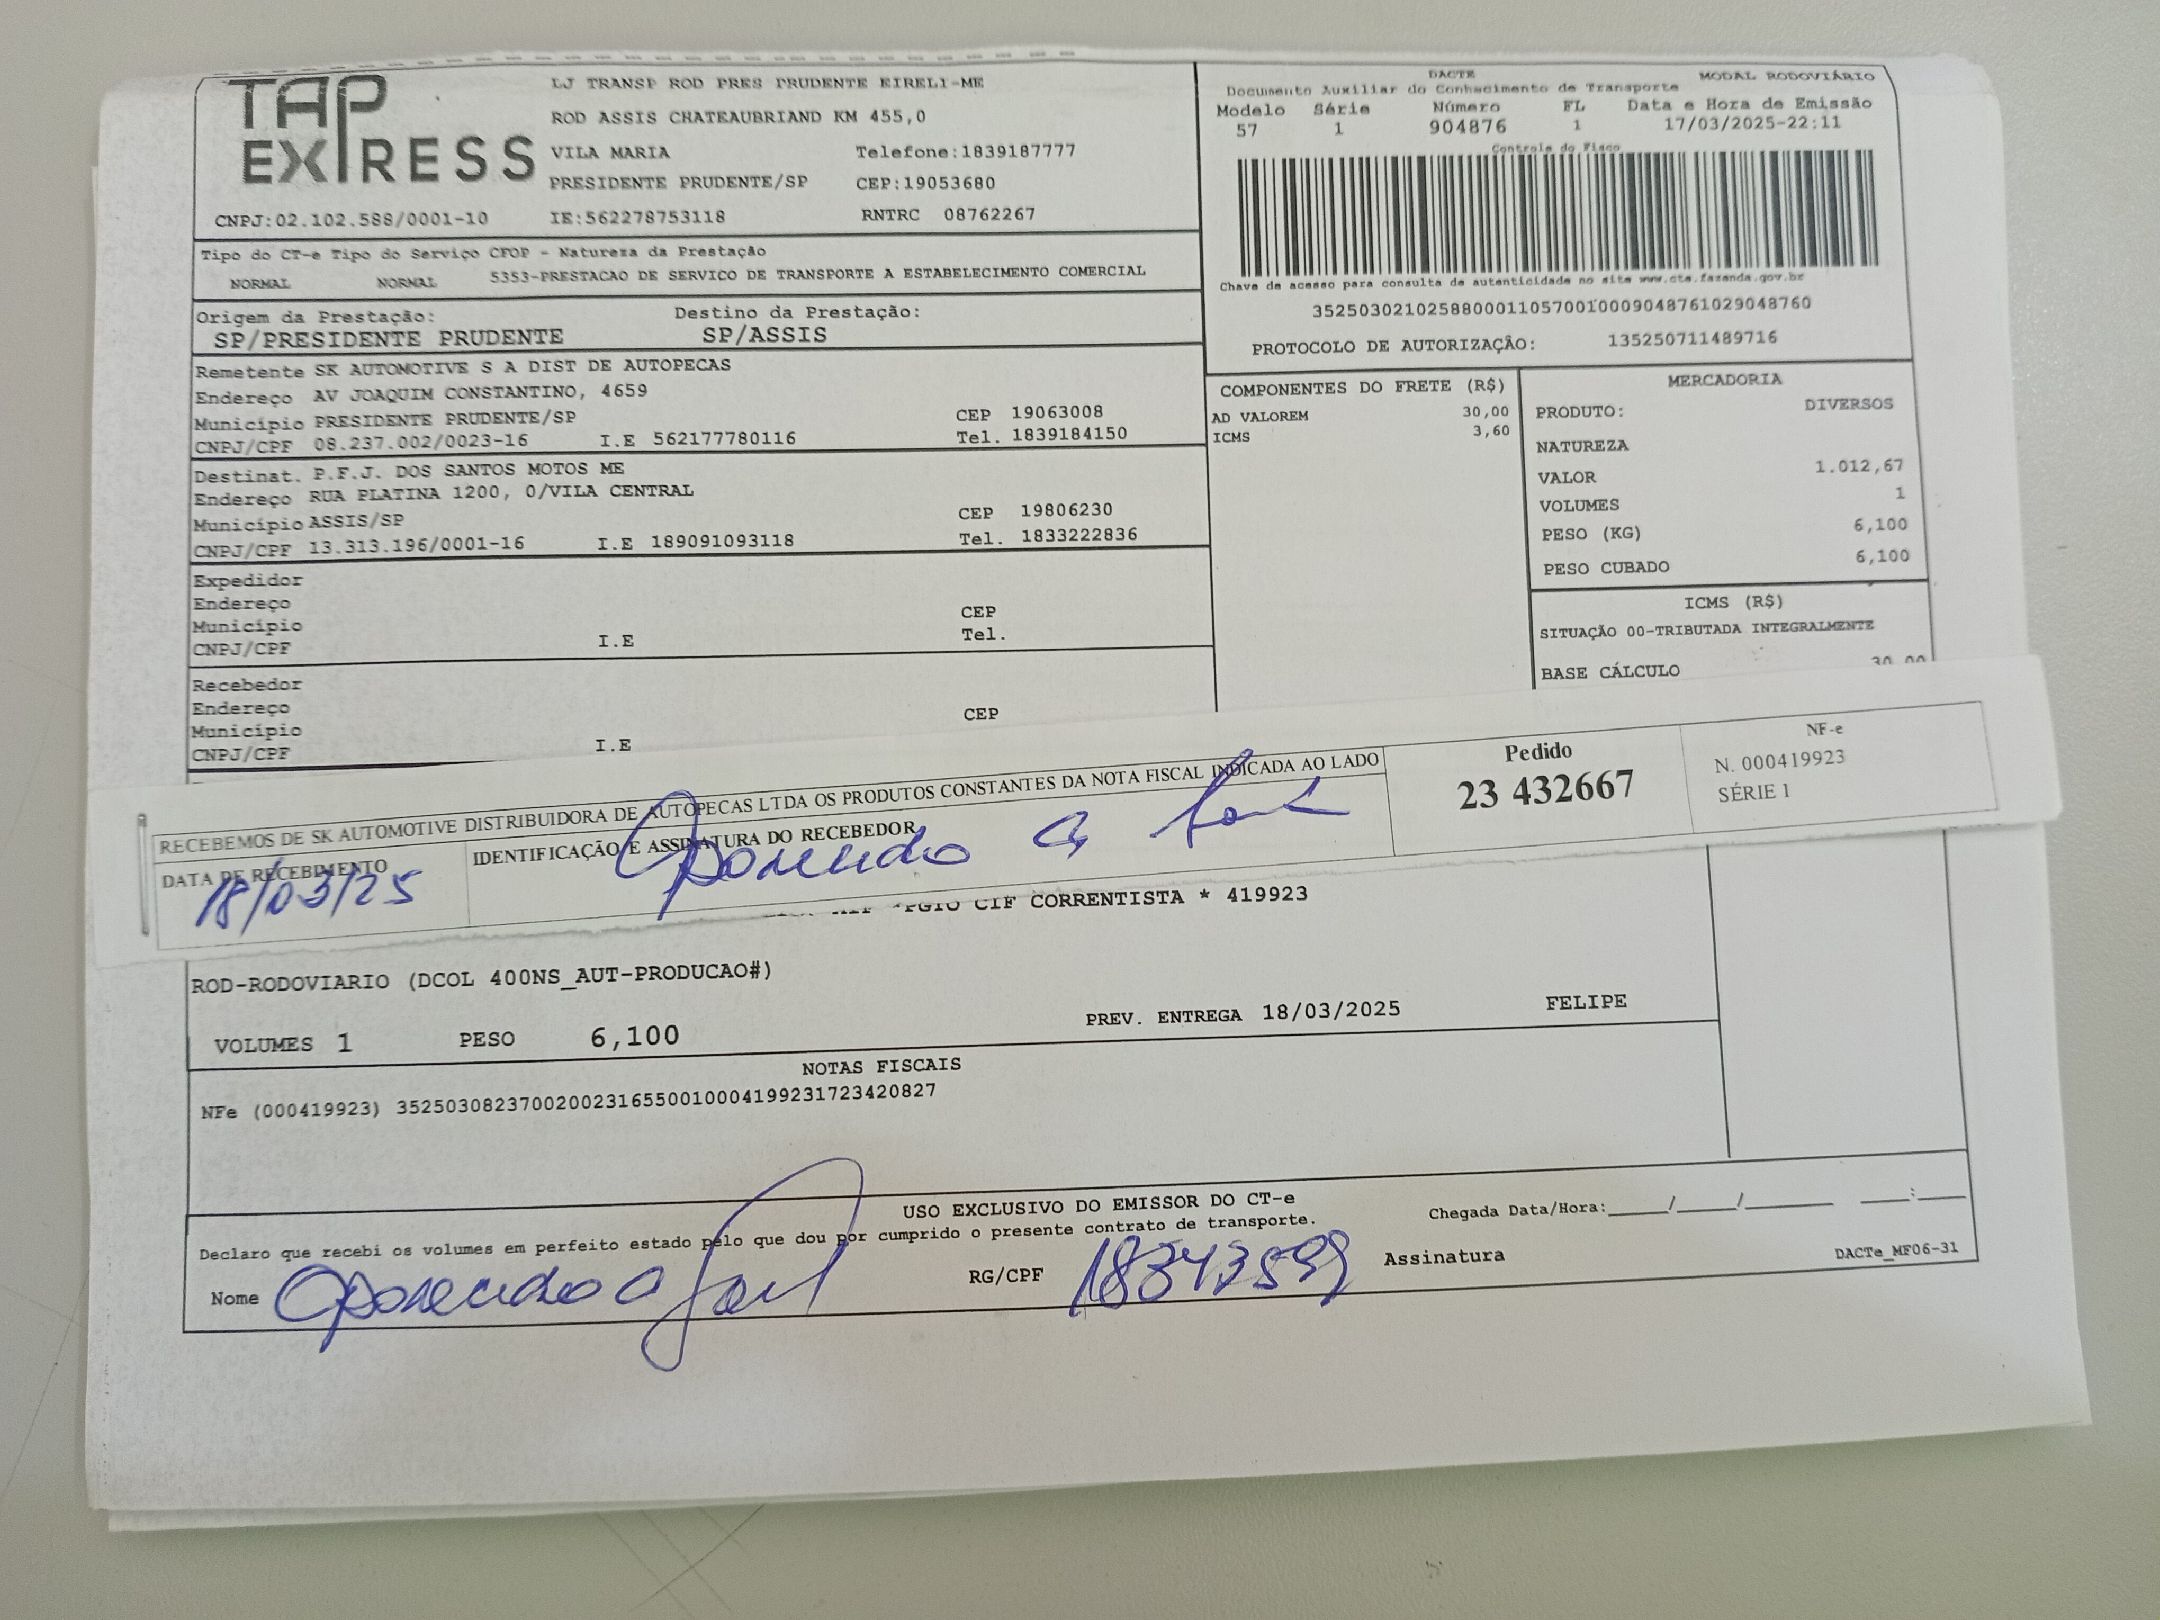 TAP EXPRESS
LJ TRANSP ROD PRES PRUDENTE EIRELI-ME
ROD ASSIS CHATEAUBRIAND KM 455,0
VILA MARIA Telefone:1839187777
PRESIDENTE PRUDENTE/SP CEP:19053680
CNPJ:02.102.588/0001-10 IE:562278753118 RNTRC 08762267
DACTE MODAL RODOVIÁRIO
Documento Auxiliar do Conhecimento de Transporte
Modelo Série Número FL Data e Hora de Emissão
57 1 904876 1 17/03/2025-22:11
Controle do Fisco
Chave de acesso para consulta de autenticidade no site www.cte.fazenda.gov.br
35250302102588000110570010009048761029048760
PROTOCOLO DE AUTORIZAÇÃO: 135250711489716
Tipo do CT-e Tipo do Serviço CFOP - Natureza da Prestação
NORMAL NORMAL 5353-PRESTACAO DE SERVICO DE TRANSPORTE A ESTABELECIMENTO COMERCIAL
Origem da Prestação: Destino da Prestação:
SP/PRESIDENTE PRUDENTE SP/ASSIS
Remetente SK AUTOMOTIVE S A DIST DE AUTOPECAS
Endereço AV JOAQUIM CONSTANTINO, 4659
Município PRESIDENTE PRUDENTE/SP CEP 19063008
CNPJ/CPF 08.237.002/0023-16 I.E 562177780116 Tel. 1839184150
Destinat. P.F.J. DOS SANTOS MOTOS ME
Endereço RUA PLATINA 1200, 0/VILA CENTRAL
Município ASSIS/SP CEP 19806230
CNPJ/CPF 13.313.196/0001-16 I.E 189091093118 Tel. 1833222836
Expedidor
Endereço CEP
Município Tel.
CNPJ/CPF I.E
Recebedor
Endereço
Município CEP
CNPJ/CPF I.E
COMPONENTES DO FRETE (R$)
AD VALOREM 30,00
ICMS 3,60
MERCADORIA
PRODUTO: DIVERSOS
NATUREZA
VALOR 1.012,67
VOLUMES 1
PESO (KG) 6,100
PESO CUBADO 6,100
ICMS (R$)
SITUAÇÃO 00-TRIBUTADA INTEGRALMENTE
BASE CÁLCULO 30,00
RECEBEMOS DE SK AUTOMOTIVE DISTRIBUIDORA DE AUTOPECAS LTDA OS PRODUTOS CONSTANTES DA NOTA FISCAL INDICADA AO LADO
DATA DE RECEBIMENTO IDENTIFICAÇÃO E ASSINATURA DO RECEBEDOR
18/03/25
Pedido
23 432667
NF-e
N. 000419923
SÉRIE 1
CIF CORRENTISTA * 419923
ROD-RODOVIARIO (DCOL 400NS_AUT-PRODUCAO#)
VOLUMES 1 PESO 6,100 PREV. ENTREGA 18/03/2025 FELIPE
NOTAS FISCAIS
NFe (000419923) 35250308237002002316550010004199231723420827
USO EXCLUSIVO DO EMISSOR DO CT-e
Declaro que recebi os volumes em perfeito estado pelo que dou por cumprido o presente contrato de transporte.
Chegada Data/Hora:____/____/______ ____:____
Nome RG/CPF Assinatura
DACTe_MF06-31